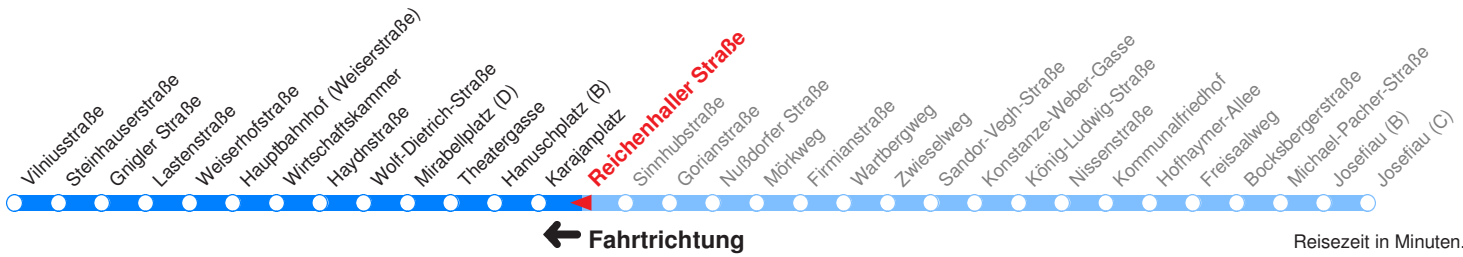 Vilniusstraße
Steinhauserstraße
Gnigler Straße
Lastenstraße
Weiserhofstraße
Hauptbahnhof (Weiserstraße)
Wirtschaftskammer
Haydnstraße
Wolf-Dietrich-Straße
Mirabellplatz (D)
Theatergasse
Hanuschplatz (B)
Karajanplatz
Reichenhaller Straße
Sinnhubstraße
Gorianstraße
Nußdorfer Straße
Mörkweg
Firmianstraße
Wartbergweg
Zwieselweg
Sandor-Vegh-Straße
Konstanze-Weber-Gasse
König-Ludwig-Straße
Nissenstraße
Kommunalfriedhof
Hofhaymer-Allee
Freisaalweg
Bocksbergerstraße
Michael-Pacher-Straße
Josefiau (B)
Josefiau (C)
Fahrtrichtung
Reisezeit in Minuten.